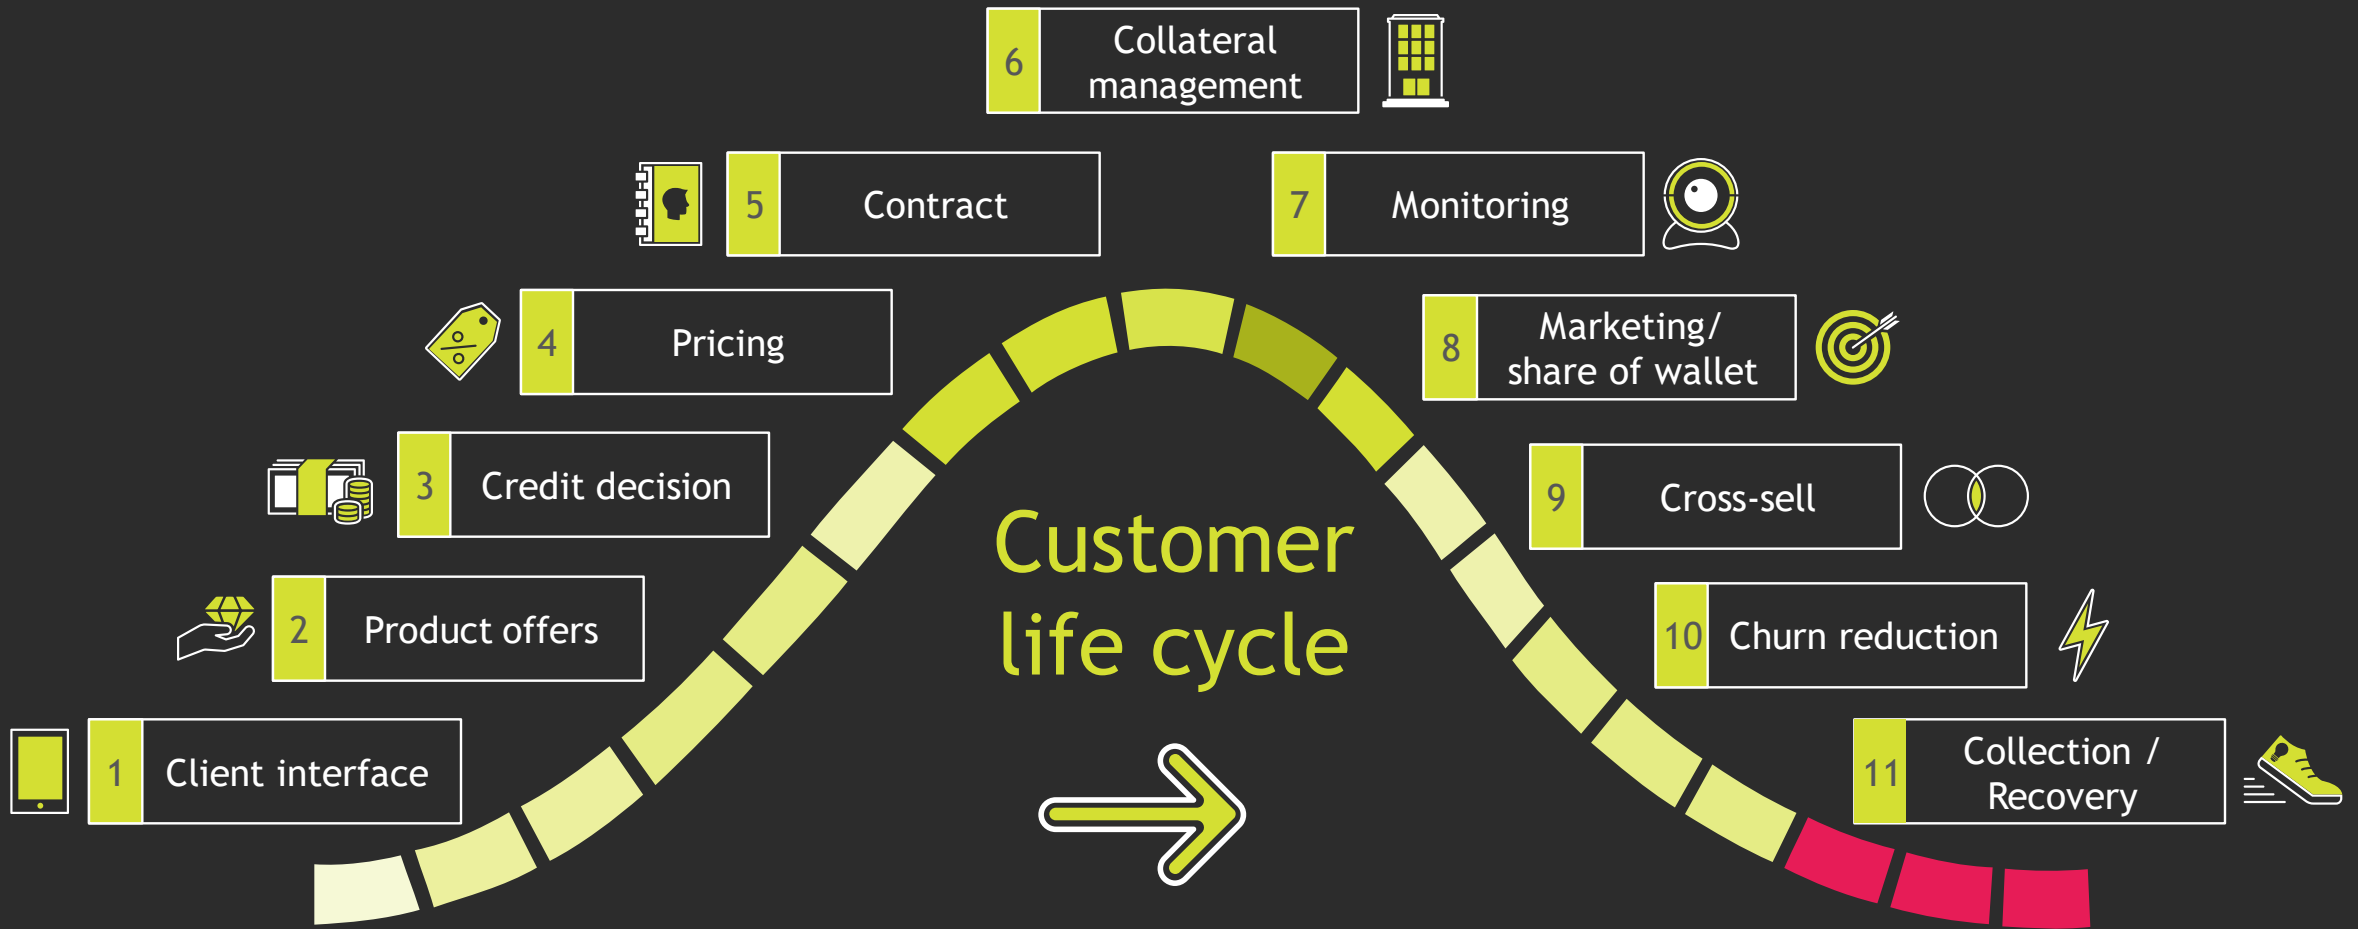 6
Collateral
management
5
Contract
7
Monitoring
4
Pricing
8
Marketing/
share of wallet
3
Credit decision
9
Cross-sell
2
Product offers
10
Churn reduction
1
Client interface
11
Collection /
Recovery
Customer
life cycle